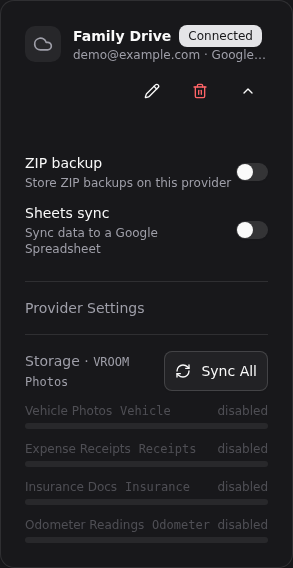 Family Drive Connected
demo@example.com · Google...
ZIP backup
Store ZIP backups on this provider
Sheets sync
Sync data to a Google
Spreadsheet
Provider Settings
Storage · VROOM
Photos
Sync All
Vehicle Photos Vehicle disabled
Expense Receipts Receipts disabled
Insurance Docs Insurance disabled
Odometer Readings Odometer disabled